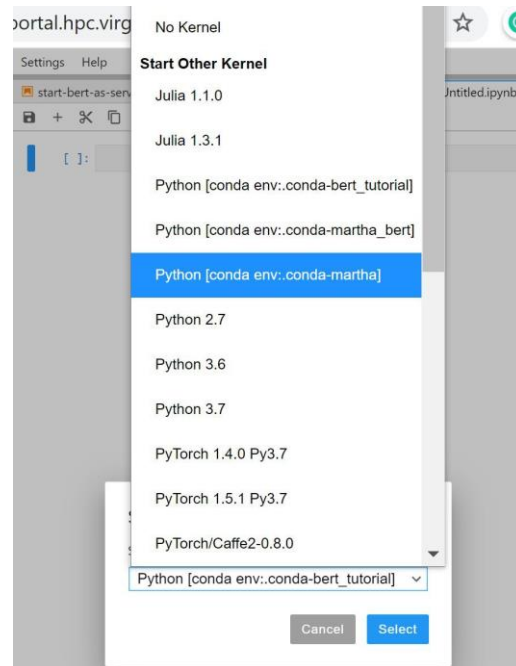 portal.hpc.virg
Settings Help
start-bert-as-serv
Untitled.ipynb
[ ]:
No Kernel
Start Other Kernel
Julia 1.1.0
Julia 1.3.1
Python [conda env:.conda-bert_tutorial]
Python [conda env:.conda-martha_bert]
Python [conda env:.conda-martha]
Python 2.7
Python 3.6
Python 3.7
PyTorch 1.4.0 Py3.7
PyTorch 1.5.1 Py3.7
PyTorch/Caffe2-0.8.0
Python [conda env:.conda-bert_tutorial]
Cancel Select